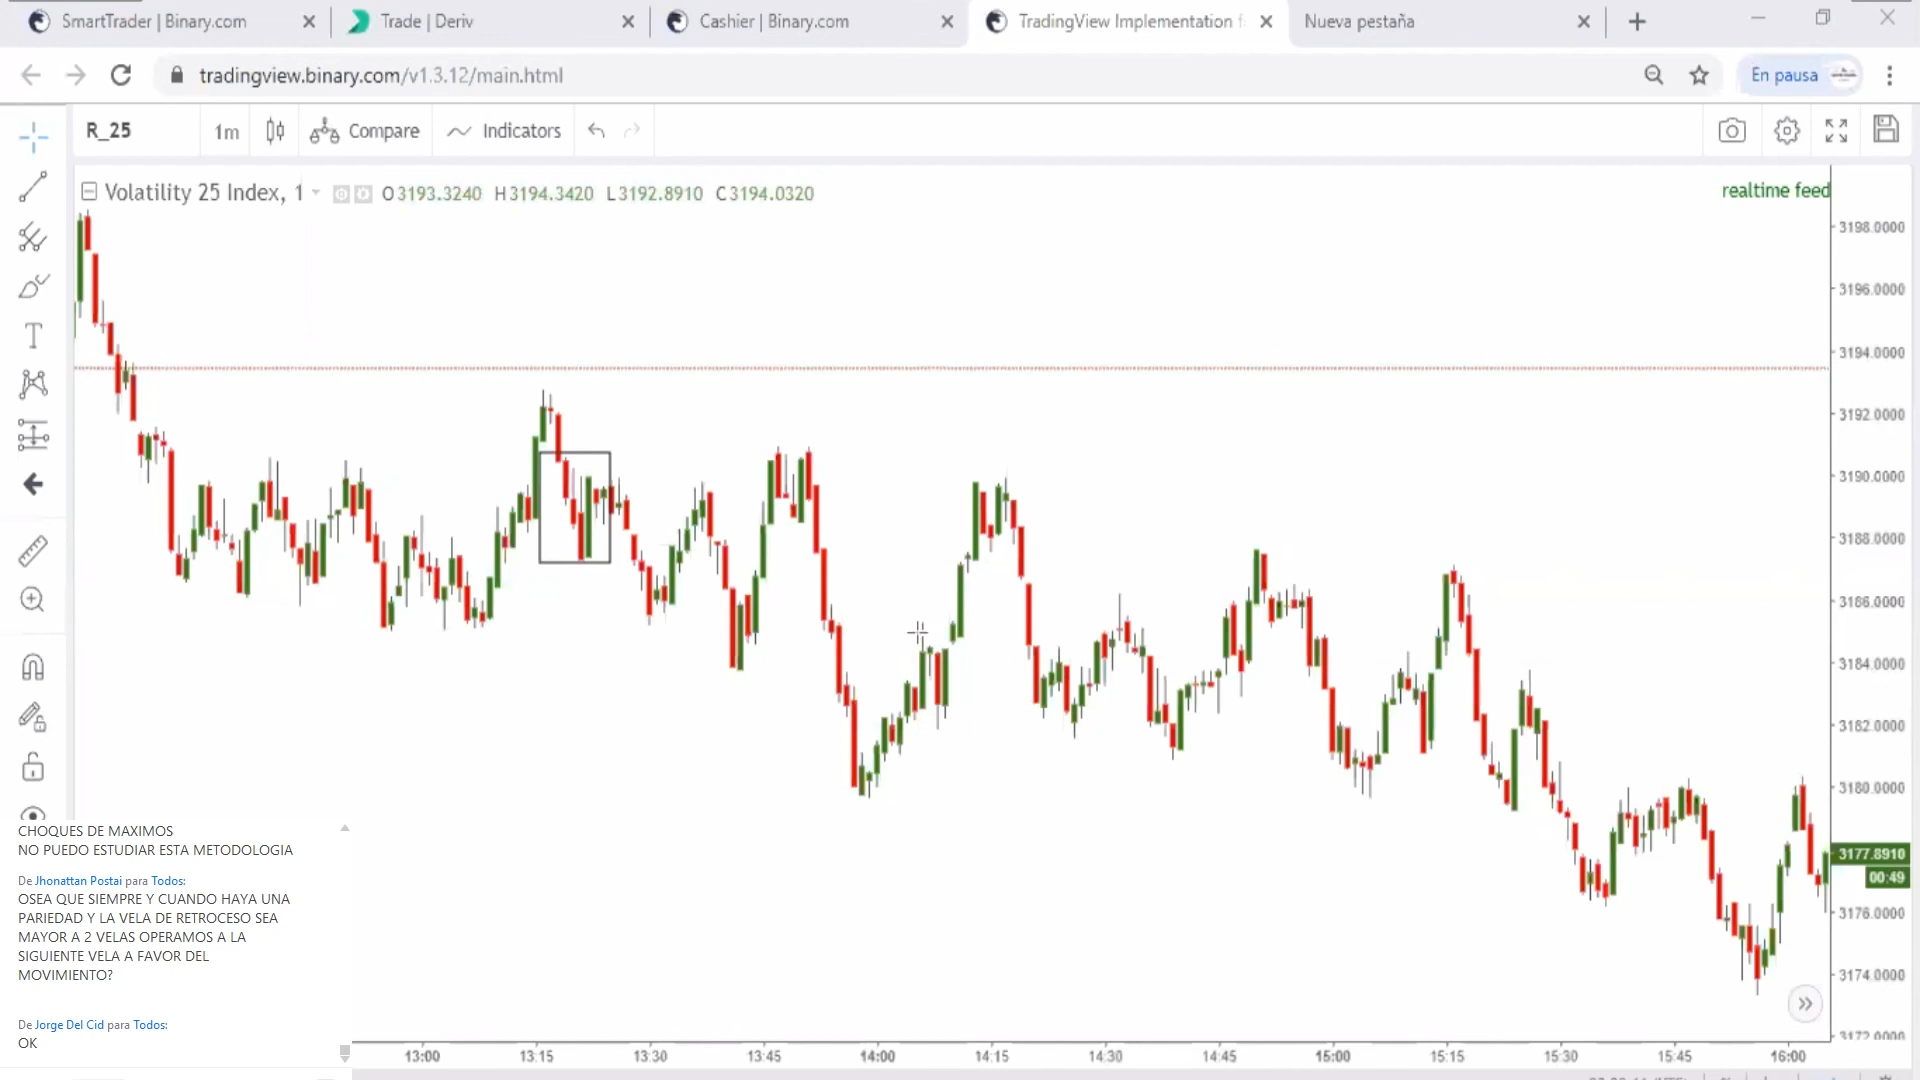 SmartTrader | Binary.com
Trade | Deriv
Cashier | Binary.com
TradingView Implementation f
Nueva pestaña
tradingview.binary.com/v1.3.12/main.html
En pausa
R_25
1m
Compare
Indicators
Volatility 25 Index, 1
O3193.3240 H3194.3420 L3192.8910 C3194.0320
realtime feed
3198.0000
3196.0000
3194.0000
3192.0000
3190.0000
3188.0000
3186.0000
3184.0000
3182.0000
3180.0000
3177.8910
00:49
3176.0000
3174.0000
3172.0000
CHOQUES DE MAXIMOS
NO PUEDO ESTUDIAR ESTA METODOLOGIA
De Jhonattan Postai para Todos:
OSEA QUE SIEMPRE Y CUANDO HAYA UNA
PARIEDAD Y LA VELA DE RETROCESO SEA
MAYOR A 2 VELAS OPERAMOS A LA
SIGUIENTE VELA A FAVOR DEL
MOVIMIENTO?
De Jorge Del Cid para Todos:
OK
13:00
13:15
13:30
13:45
14:00
14:15
14:30
14:45
15:00
15:15
15:30
15:45
16:00